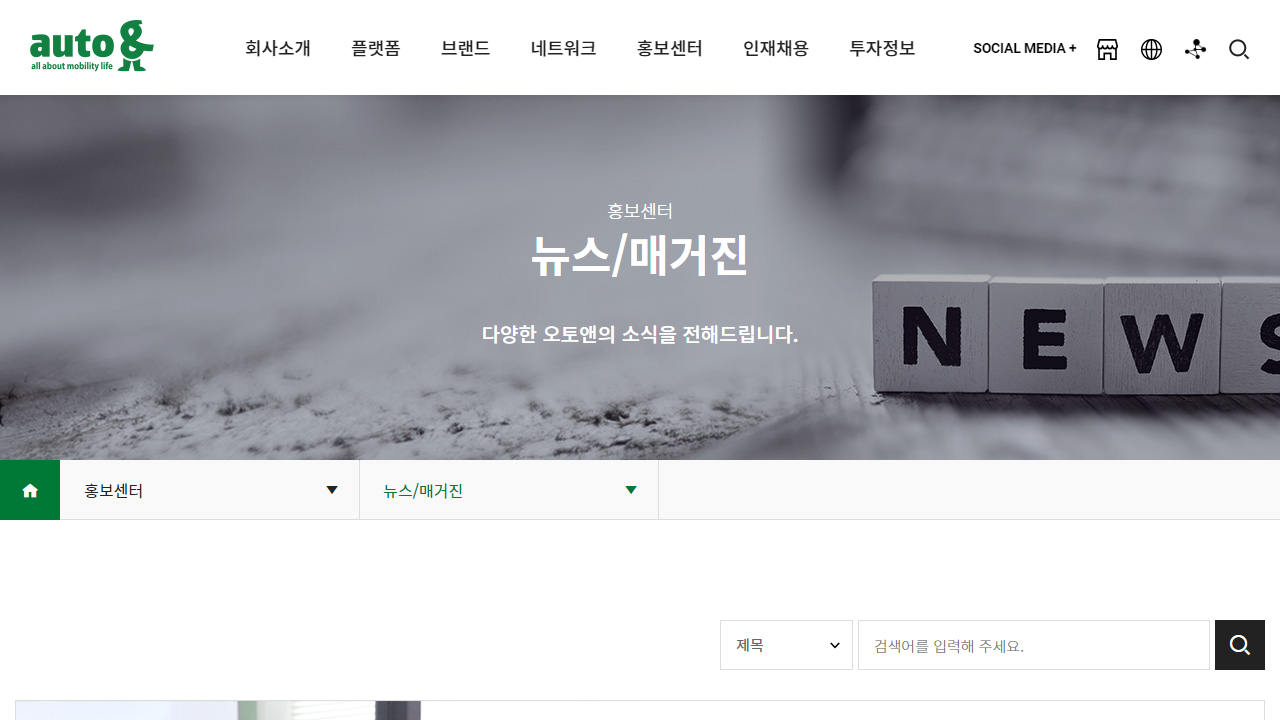 auto&
all about mobility life
회사소개
플랫폼
브랜드
네트워크
홍보센터
인재채용
투자정보
SOCIAL MEDIA +
홍보센터
뉴스/매거진
다양한 오토앤의 소식을 전해드립니다.
NEWS
홍보센터
뉴스/매거진
제목
검색어를 입력해 주세요.